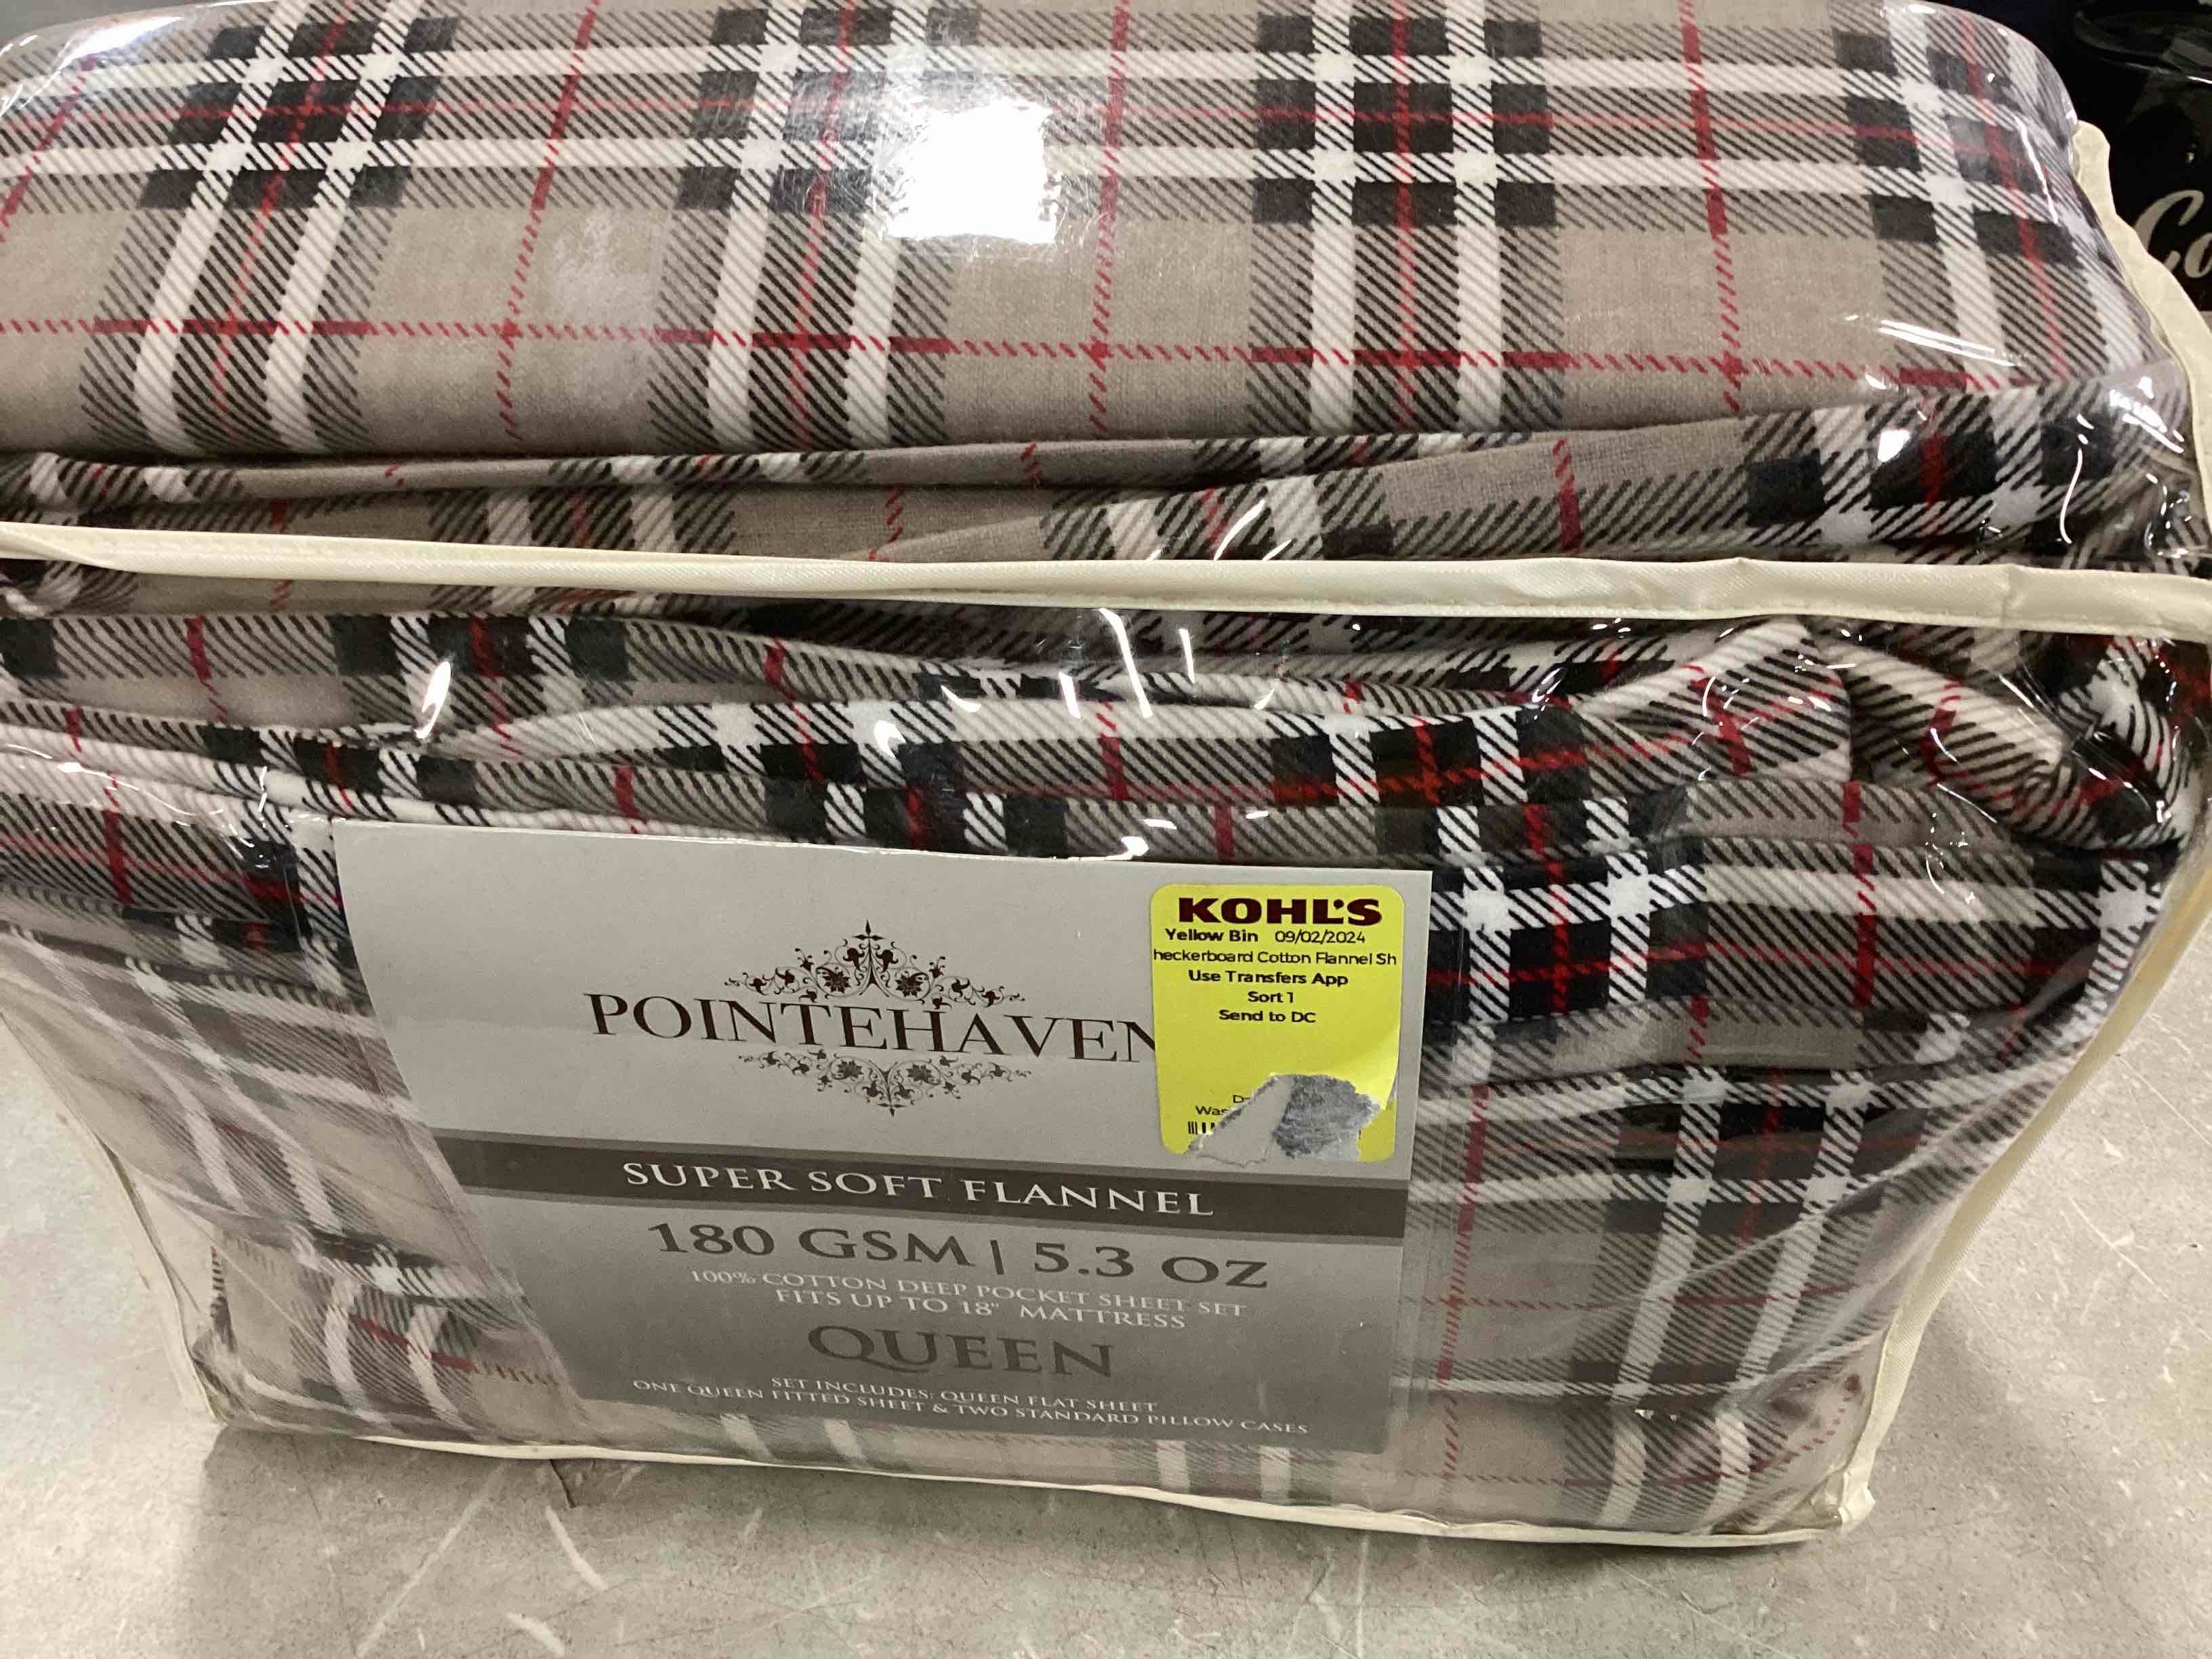 Co
POINTEHAVEN
KOHL'S
Yellow Bin 09/02/2024
heckerboard Cotton Flannel Sh
Use Transfers App
Sort 1
Send to DC
SUPER SOFT FLANNEL
180 GSM | 5.3 OZ
100% COTTON DEEP POCKET SHEET SET
FITS UP TO 18" MATTRESS
QUEEN
SET INCLUDES: QUEEN FLAT SHEET
ONE QUEEN FITTED SHEET & TWO STANDARD PILLOW CASES